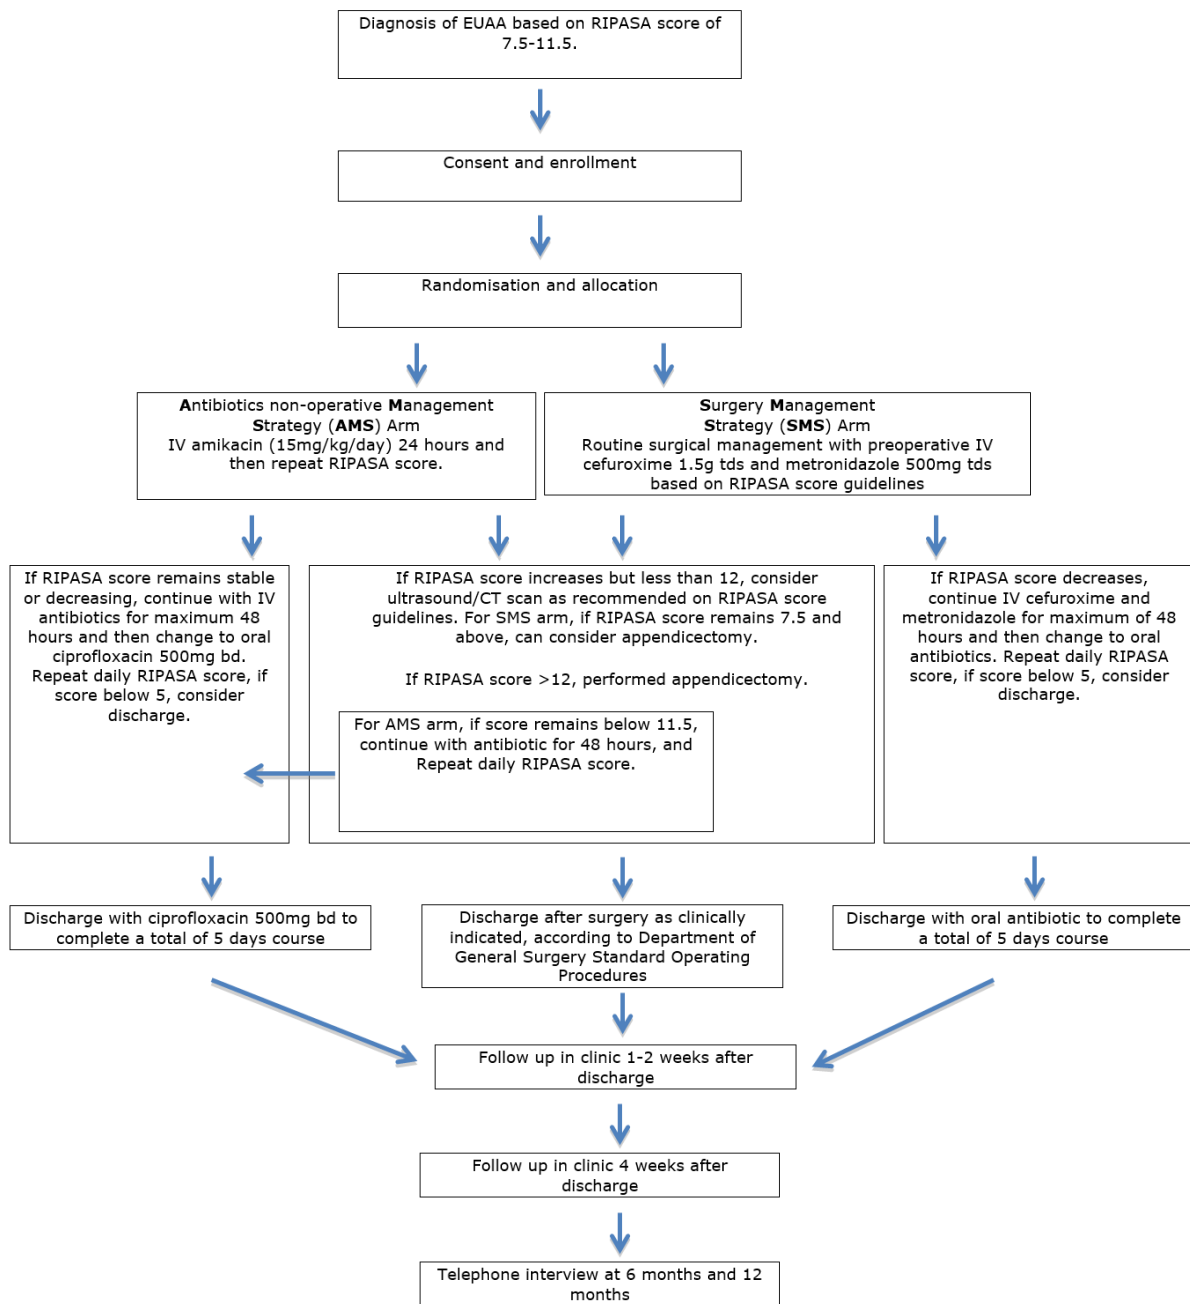 Diagnosis of EUAA based on RIPASA score of
7.5-11.5.
Consent and enrollment
Randomisation and allocation
Antibiotics non-operative Management
Strategy (AMS) Arm
IV amikacin (15mg/kg/day) 24 hours and
then repeat RIPASA score.
Surgery Management
Strategy (SMS) Arm
Routine surgical management with preoperative IV
cefuroxime 1.5g tds and metronidazole 500mg tds
based on RIPASA score guidelines
If RIPASA score remains stable
or decreasing, continue with IV
antibiotics for maximum 48
hours and then change to oral
ciprofloxacin 500mg bd.
Repeat daily RIPASA score, if
score below 5, consider
discharge.
If RIPASA score increases but less than 12, consider
ultrasound/CT scan as recommended on RIPASA score
guidelines. For SMS arm, if RIPASA score remains 7.5 and
above, can consider appendicectomy.
If RIPASA score >12, performed appendicectomy.
For AMS arm, if score remains below 11.5,
continue with antibiotic for 48 hours, and
Repeat daily RIPASA score.
If RIPASA score decreases,
continue IV cefuroxime and
metronidazole for maximum of 48
hours and then change to oral
antibiotics. Repeat daily RIPASA
score, if score below 5, consider
discharge.
Discharge with ciprofloxacin 500mg bd to
complete a total of 5 days course
Discharge after surgery as clinically
indicated, according to Department of
General Surgery Standard Operating
Procedures
Discharge with oral antibiotic to complete
a total of 5 days course
Follow up in clinic 1-2 weeks after
discharge
Follow up in clinic 4 weeks after
discharge
Telephone interview at 6 months and 12
months